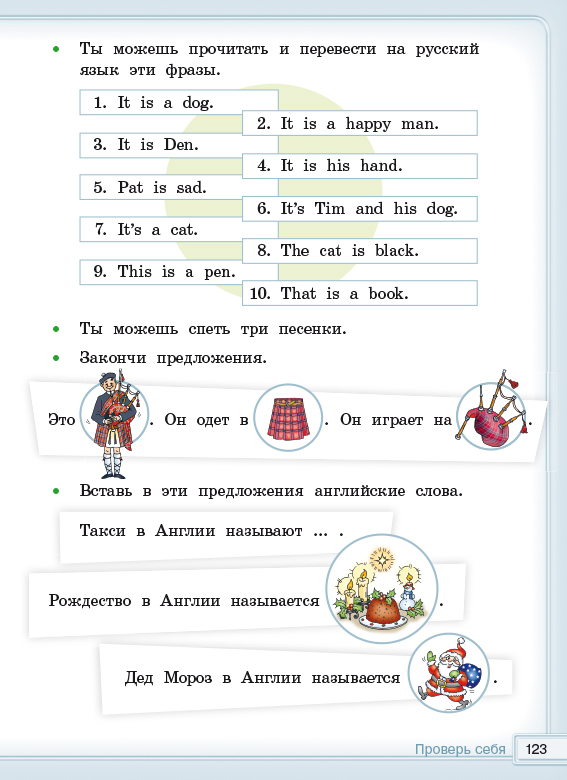 • Ты можешь прочитать и перевести на русский
язык эти фразы.
1. It is a dog.
2. It is a happy man.
3. It is Den.
4. It is his hand.
5. Pat is sad.
6. It's Tim and his dog.
7. It's a cat.
8. The cat is black.
9. This is a pen.
10. That is a book.
• Ты можешь спеть три песенки.
• Закончи предложения.
Это . Он одет в . Он играет на .
• Вставь в эти предложения английские слова.
Такси в Англии называют ... .
Рождество в Англии называется .
Дед Мороз в Англии называется .
Проверь себя 123